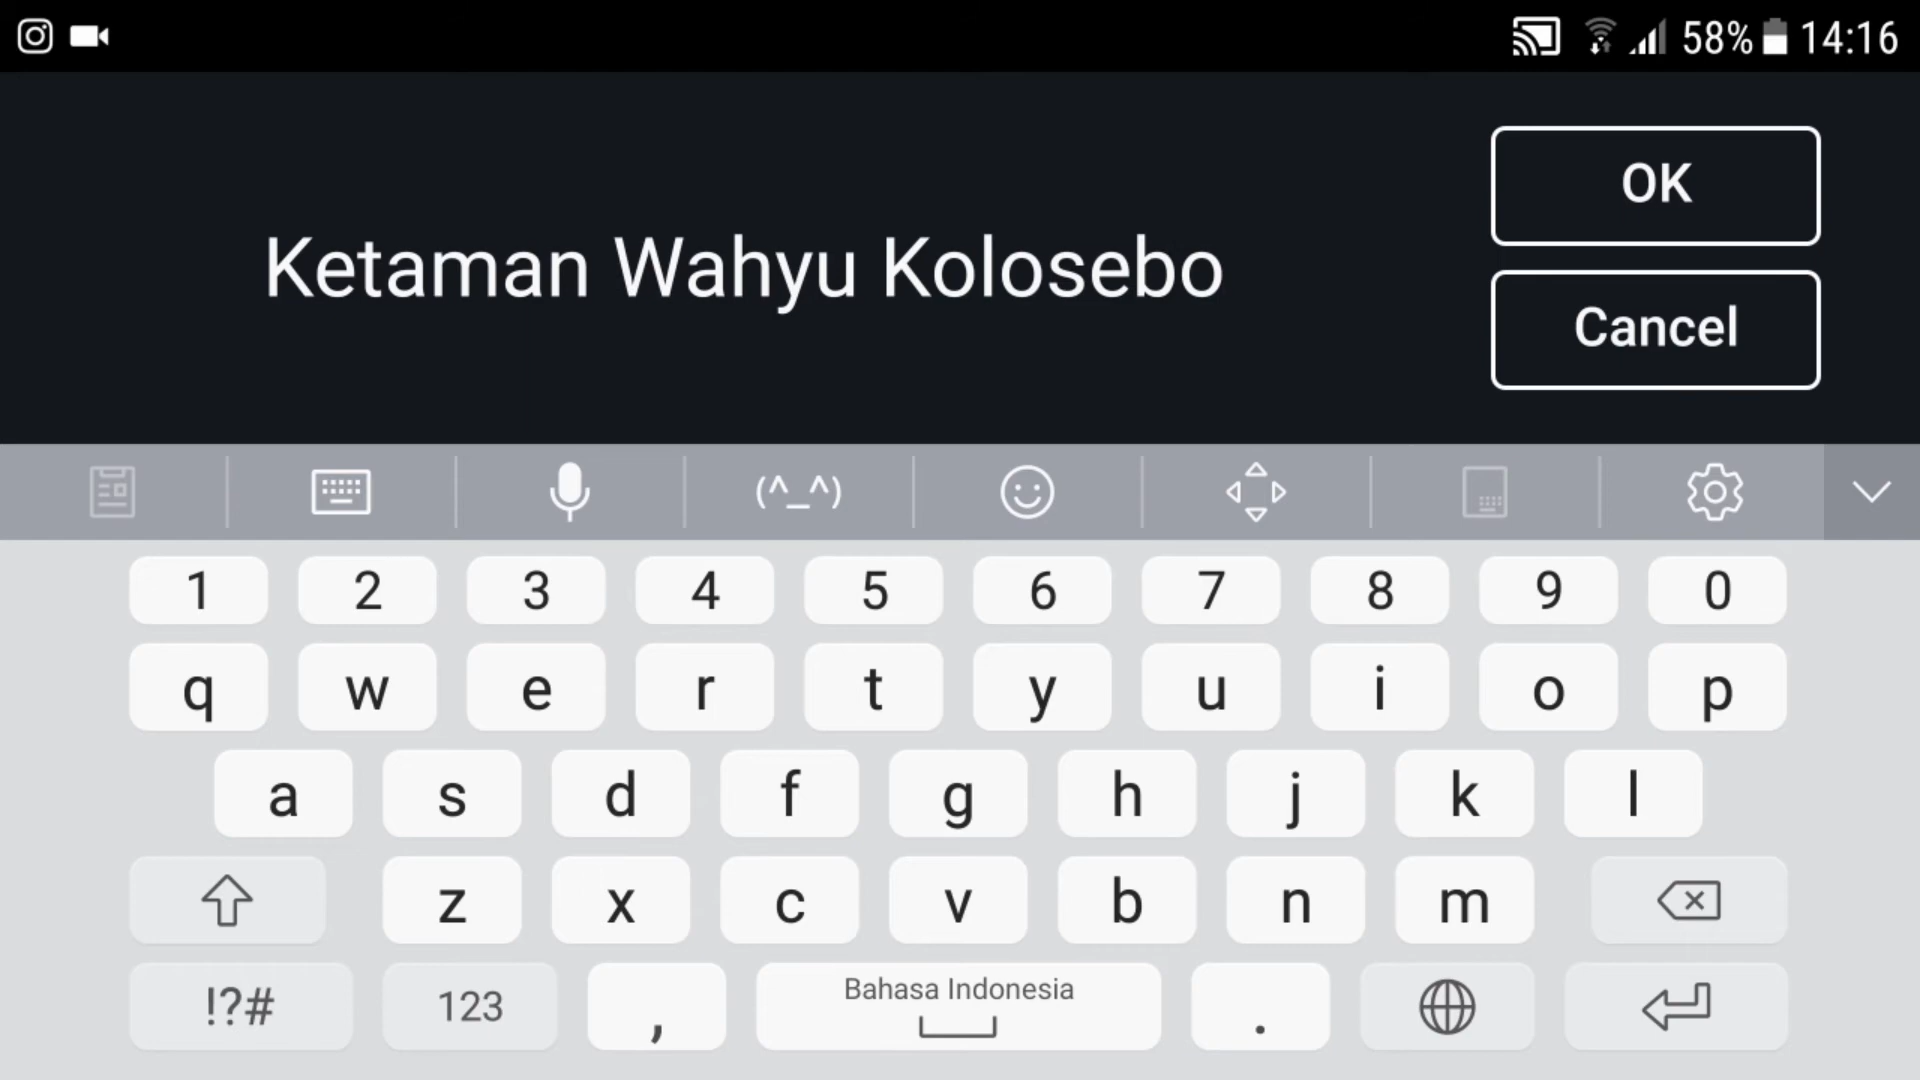 58% 14:16
OK
Ketaman Wahyu Kolosebo
Cancel
(^_^)
1 2 3 4 5 6 7 8 9 0
q w e r t y u i o p
a s d f g h j k l
z x c v b n m
!?# 123 , Bahasa Indonesia .